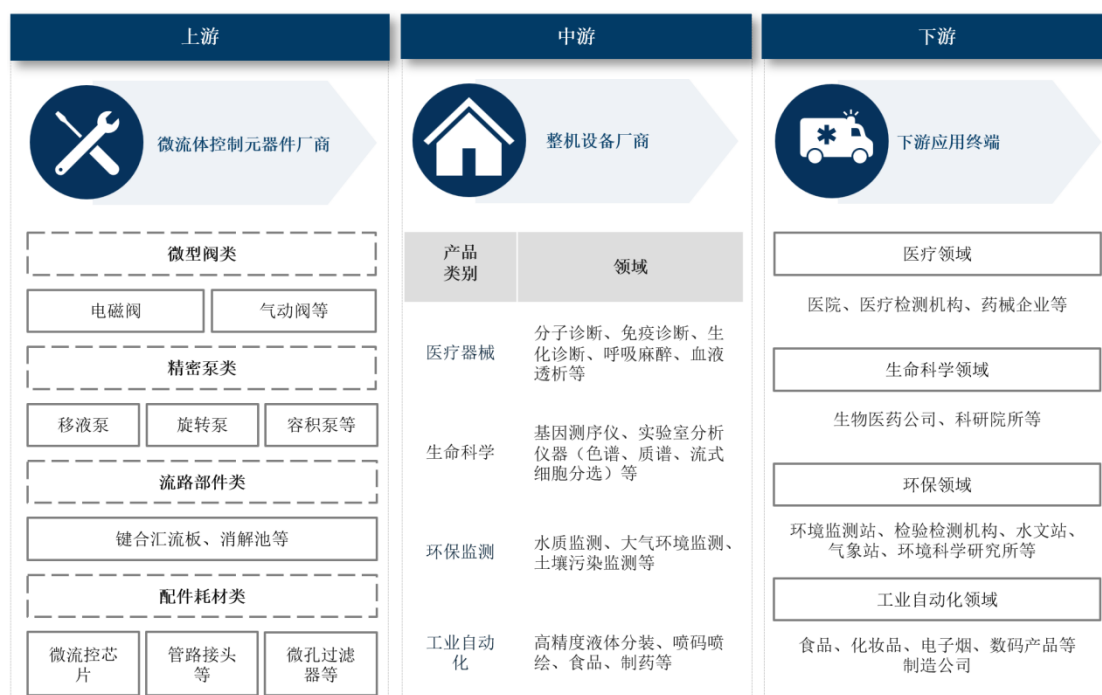 上游
微流体控制元器件厂商
微型阀类
电磁阀
气动阀等
精密泵类
移液泵
旋转泵
容积泵等
流路部件类
键合汇流板、消解池等
配件耗材类
微流控芯
片
管路接头
等
微孔过滤
器等
中游
整机设备厂商
产品
类别
领域
医疗器械
分子诊断、免疫诊断、生
化诊断、呼吸麻醉、血液
透析等
生命科学
基因测序仪、实验室分析
仪器（色谱、质谱、流式
细胞分选）等
环保监测
水质监测、大气环境监测、
土壤污染监测等
工业自动
化
高精度液体分装、喷码喷
绘、食品、制药等
下游
下游应用终端
医疗领域
医院、医疗检测机构、药械企业等
生命科学领域
生物医药公司、科研院所等
环保领域
环境监测站、检验检测机构、水文站、
气象站、环境科学研究所等
工业自动化领域
食品、化妆品、电子烟、数码产品等
制造公司